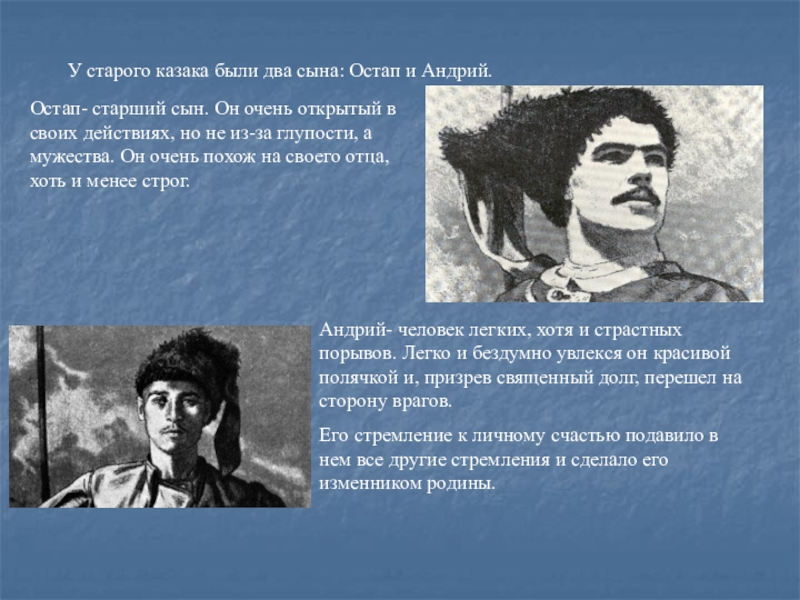 У старого казака были два сына: Остап и Андрий.
Остап- старший сын. Он очень открытый в
своих действиях, но не из-за глупости, а
мужества. Он очень похож на своего отца,
хоть и менее строг.
Андрий- человек легких, хотя и страстных
порывов. Легко и бездумно увлекся он красивой
полячкой и, призрев священный долг, перешел на
сторону врагов.
Его стремление к личному счастью подавило в
нем все другие стремления и сделало его
изменником родины.